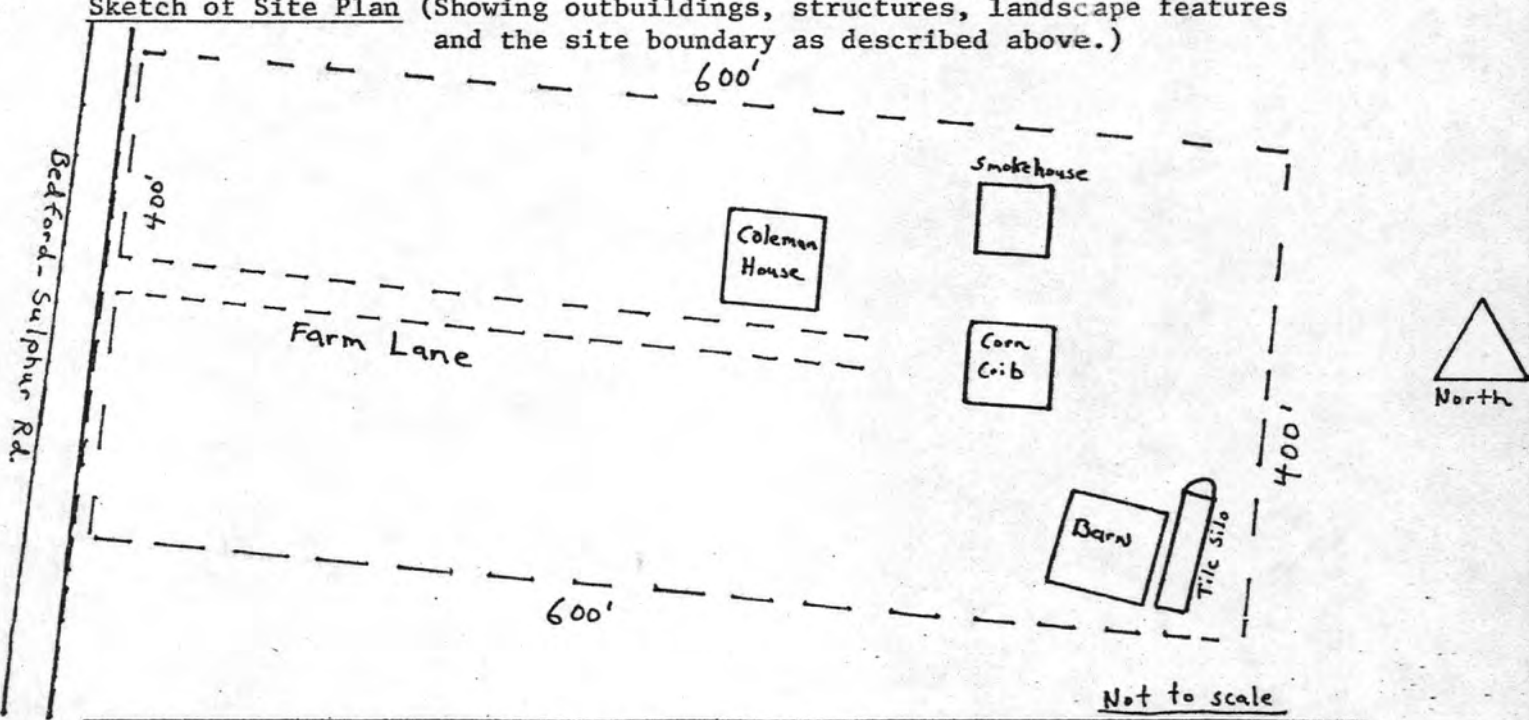 Sketch of Site Plan (Showing outbuildings, structures, landscape features
and the site boundary as described above.)
600'
Smokehouse
400'
Coleman
House
Bedford-Sulphur Rd.
Farm Lane
Corn
Crib
North
400'
Barn
Tile Silo
600'
Not to scale